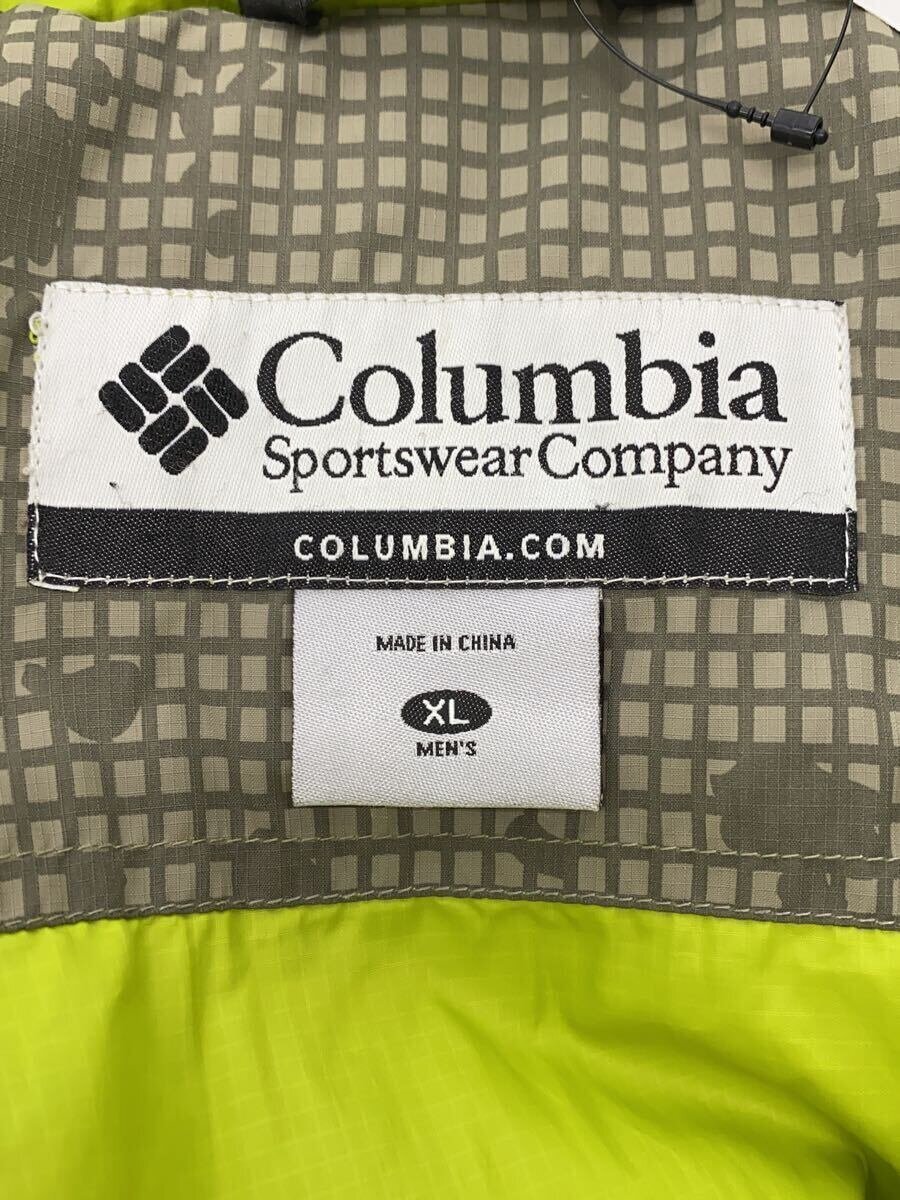 Columbia
Sportswear Company
COLUMBIA.COM
MADE IN CHINA
XL
MEN'S